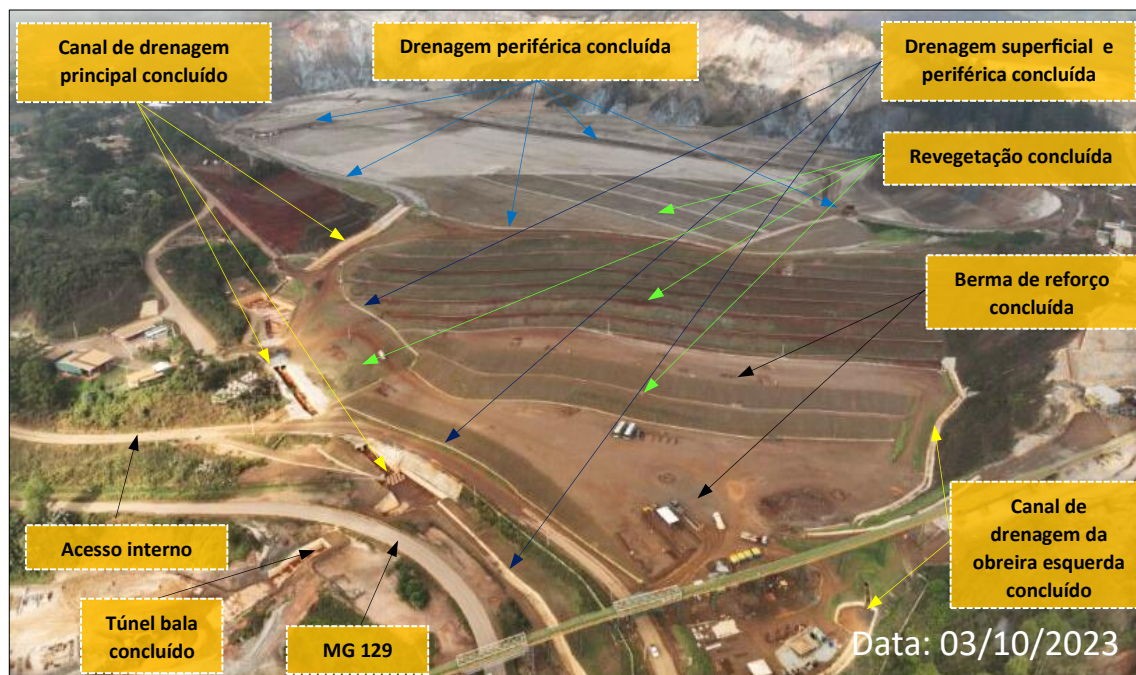 Canal de drenagem
principal concluído
Drenagem periférica concluída
Drenagem superficial e
periférica concluída
Revegetação concluída
Berma de reforço
concluída
Acesso interno
Túnel bala
concluído
MG 129
Canal de
drenagem da
obreira esquerda
concluído
Data: 03/10/2023